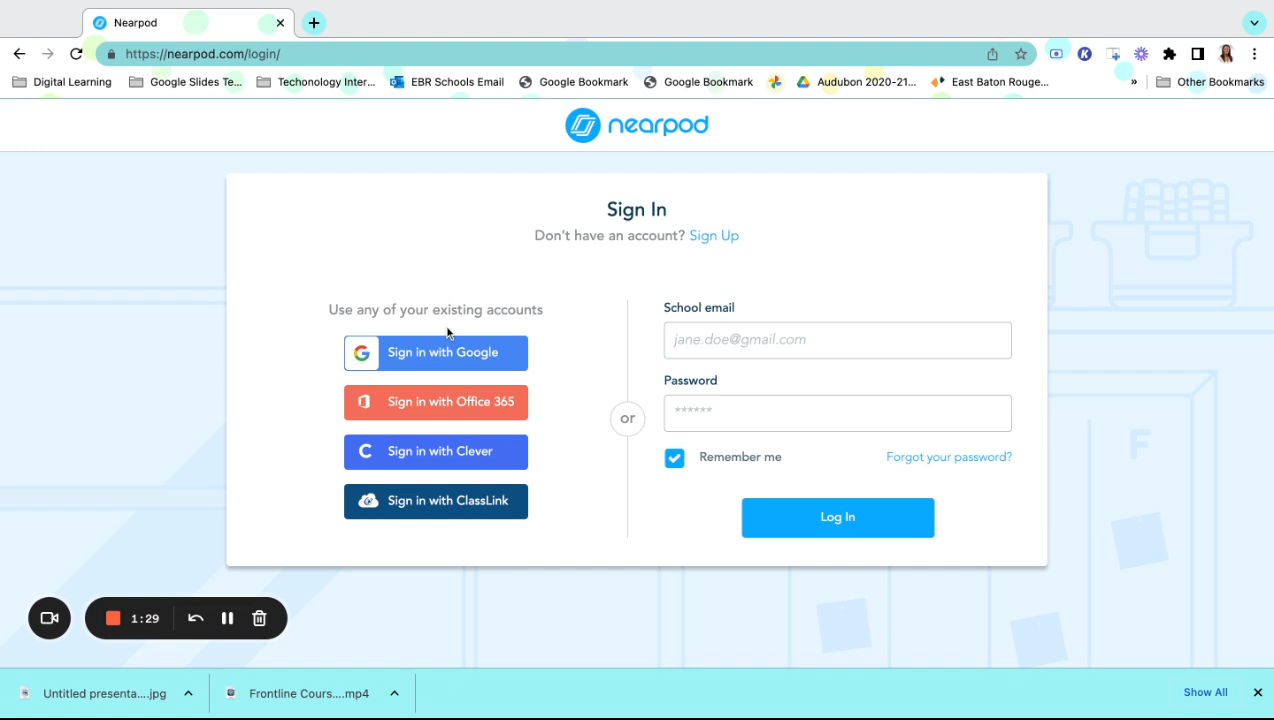 Nearpod
https://nearpod.com/login/
Digital Learning
Google Slides Te...
Techonology Inter...
EBR Schools Email
Google Bookmark
Google Bookmark
Audubon 2020-21...
East Baton Rouge...
»
Other Bookmarks
nearpod
Sign In
Don't have an account? Sign Up
Use any of your existing accounts
Sign in with Google
Sign in with Office 365
Sign in with Clever
Sign in with ClassLink
or
School email
jane.doe@gmail.com
Password
******
Remember me
Forgot your password?
Log In
F
1:29
Untitled presenta....jpg
Frontline Cours....mp4
Show All